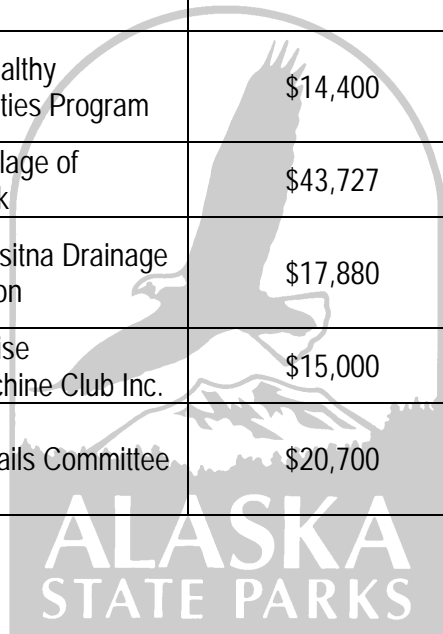 althy
ties Program
$14,400
lage of
k
$43,727
sitna Drainage
on
$17,880
ise
chine Club Inc.
$15,000
ails Committee
$20,700
ALASKA
STATE PARKS